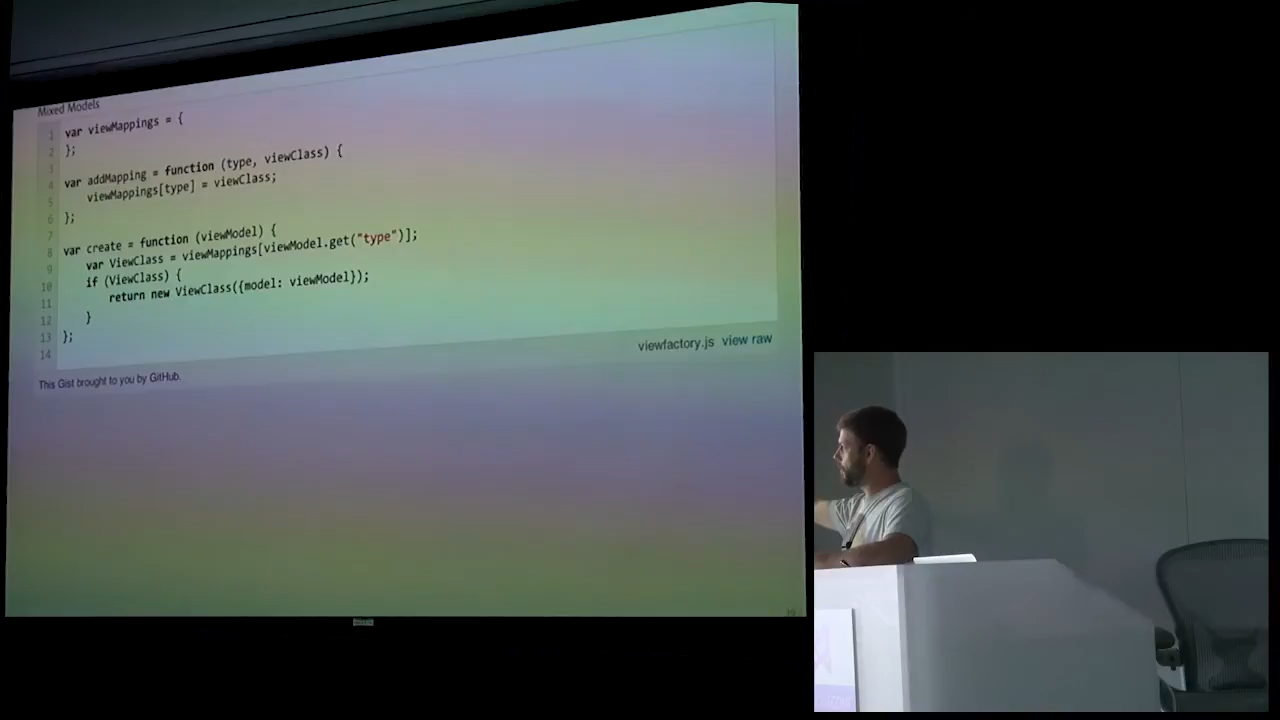 Mixed Models
1 var viewMappings = {
2 };
3
4 var addMapping = function (type, viewClass) {
5 viewMappings[type] = viewClass;
6 };
7
8 var create = function (viewModel) {
9 var ViewClass = viewMappings[viewModel.get("type")];
10 if (ViewClass) {
11 return new ViewClass({model: viewModel});
12 }
13 };
14
viewfactory.js view raw
This Gist brought to you by GitHub.